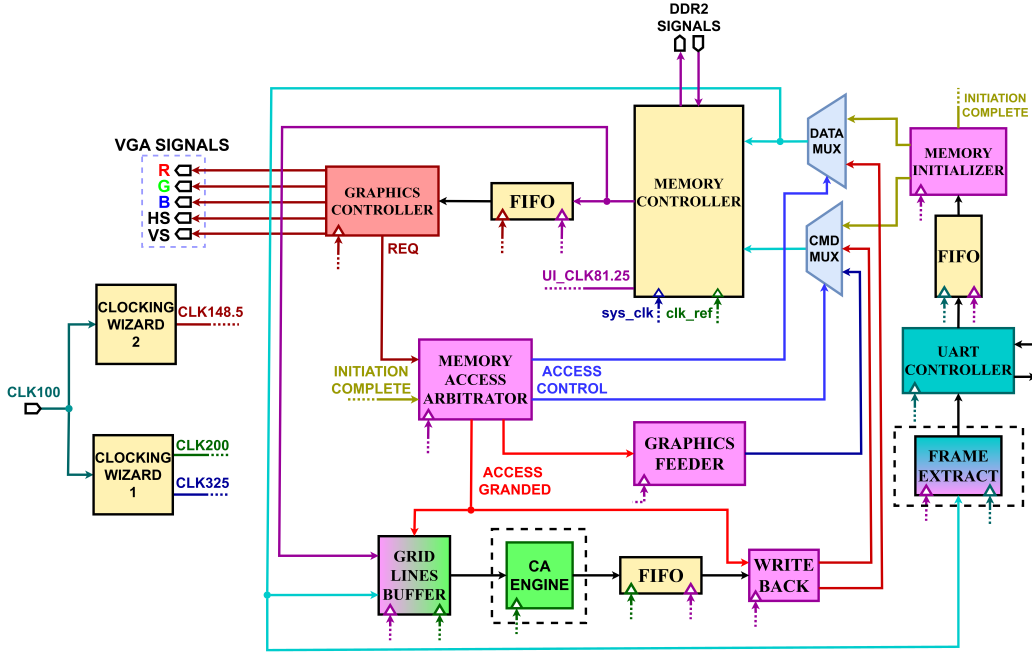 DDR2
SIGNALS
INITIATION
COMPLETE
DATA
MUX
VGA SIGNALS
R
G
B
HS
VS
GRAPHICS
CONTROLLER
FIFO
MEMORY
CONTROLLER
MEMORY
INITIALIZER
REQ
CMD
MUX
FIFO
UI_CLK81.25
sys_clk
clk_ref
CLOCKING
WIZARD
2
CLK148.5
CLK100
CLOCKING
WIZARD
1
CLK200
CLK325
INITIATION
COMPLETE
MEMORY
ACCESS
ARBITRATOR
ACCESS
CONTROL
UART
CONTROLLER
ACCESS
GRANDED
GRAPHICS
FEEDER
FRAME
EXTRACT
GRID
LINES
BUFFER
CA
ENGINE
FIFO
WRITE
BACK